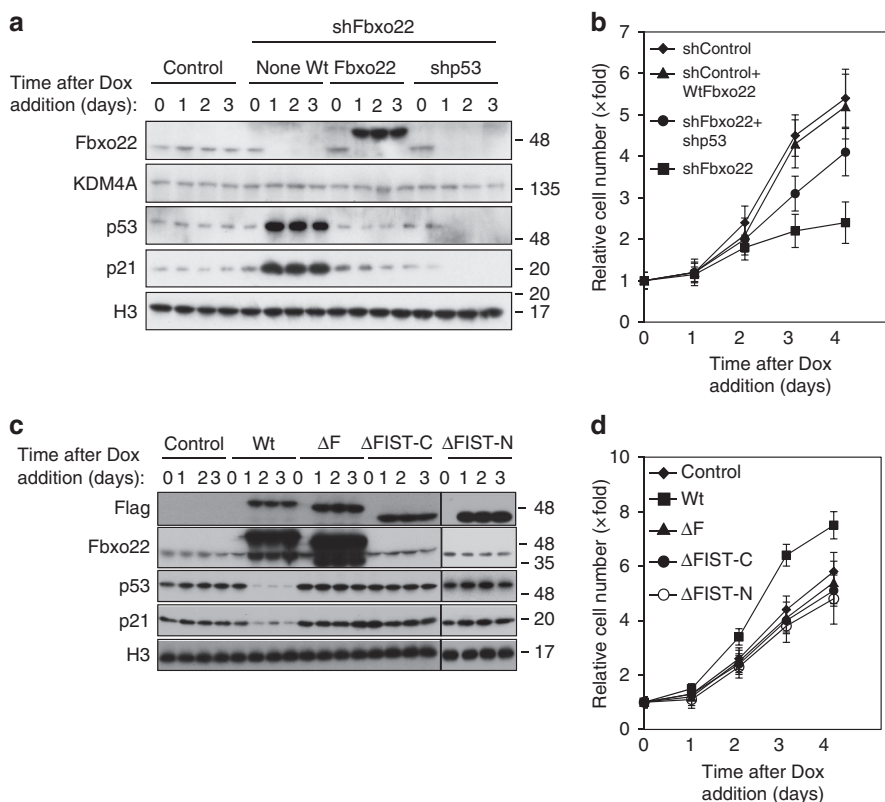 a
shFbxo22
Time after Dox addition (days):
Control
None
Wt Fbxo22
shp53
0 1 2 3 0 1 2 3 0 1 2 3 0 1 2 3
Fbxo22
48
KDM4A
135
p53
48
p21
20
20
H3
17
b
Relative cell number (×fold)
7
6
5
4
3
2
1
0
shControl
shControl+
WtFbxo22
shFbxo22+
shp53
shFbxo22
0 1 2 3 4
Time after Dox
addition (days)
c
Time after Dox
addition (days):
Control
Wt
ΔF
ΔFIST-C
ΔFIST-N
0 1 2 3 0 1 2 3 0 1 2 3 0 1 2 3 0 1 2 3
Flag
48
Fbxo22
48
35
p53
48
p21
20
H3
17
d
Relative cell number (×fold)
10
8
6
4
2
0
Control
Wt
ΔF
ΔFIST-C
ΔFIST-N
0 1 2 3 4
Time after Dox
addition (days)